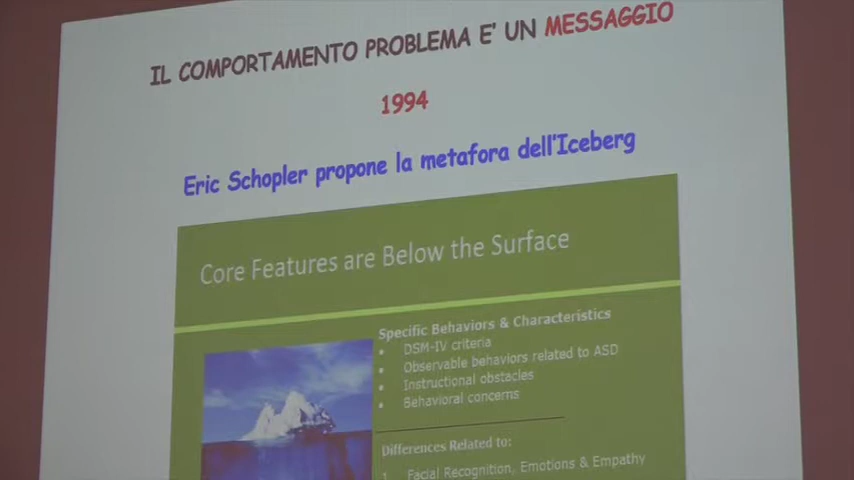 IL COMPORTAMENTO PROBLEMA E' UN MESSAGGIO
1994
Eric Schopler propone la metafora dell'Iceberg
Core Features are Below the Surface
Specific Behaviors & Characteristics
• DSM-IV criteria
• Observable behaviors related to ASD
• Instructional obstacles
• Behavioral concerns
Differences Related to:
1 Facial Recognition, Emotions & Empathy